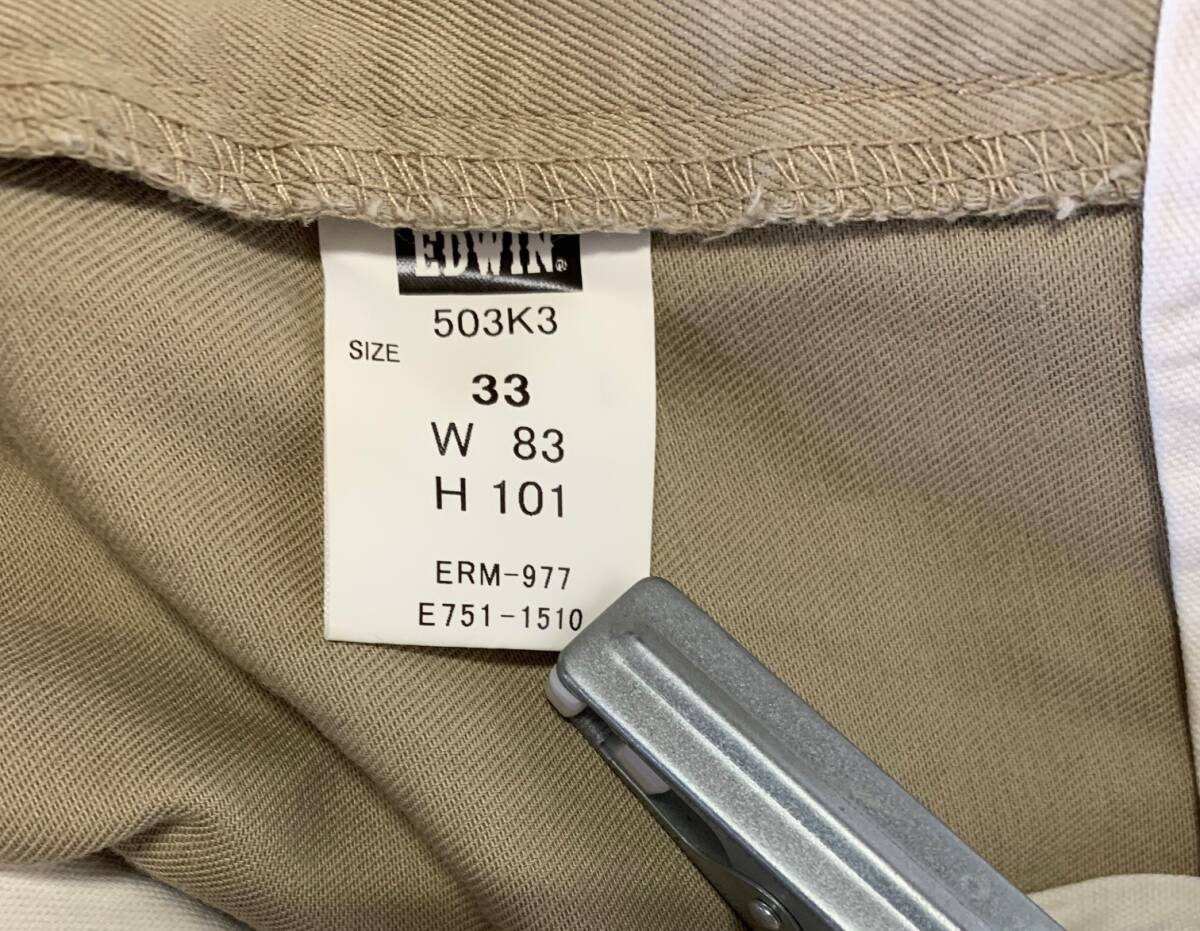 EDWIN®
503K3
SIZE
33
W 83
H 101
ERM-977
E751-1510